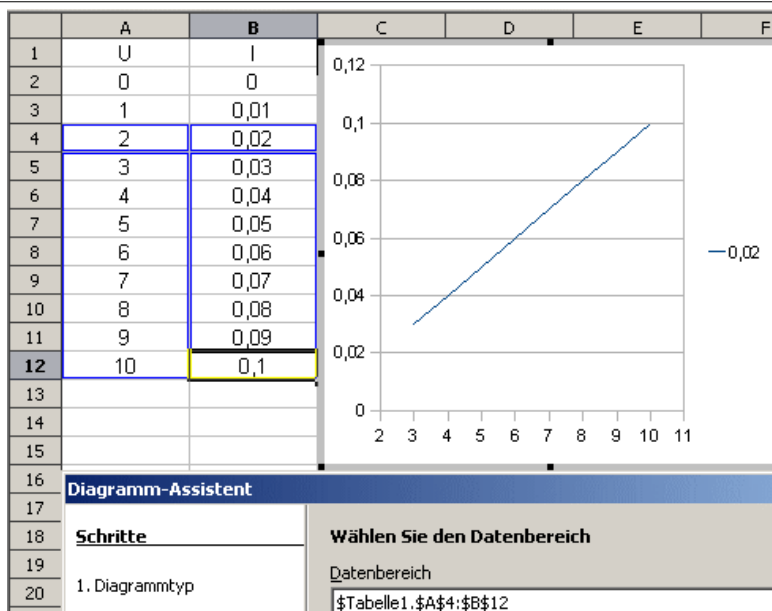 A B C D E F
1 U I
2 0 0
3 1 0,01
4 2 0,02
5 3 0,03
6 4 0,04
7 5 0,05
8 6 0,06
9 7 0,07
10 8 0,08
11 9 0,09
12 10 0,1
13
14
15
16
17
18
19
20
0,12
0,1
0,08
0,06
0,04
0,02
0
2 3 4 5 6 7 8 9 10 11
0,02
Diagramm-Assistent
Schritte
1. Diagrammtyp
Wählen Sie den Datenbereich
Datenbereich
$Tabelle1.$A$4:$B$12